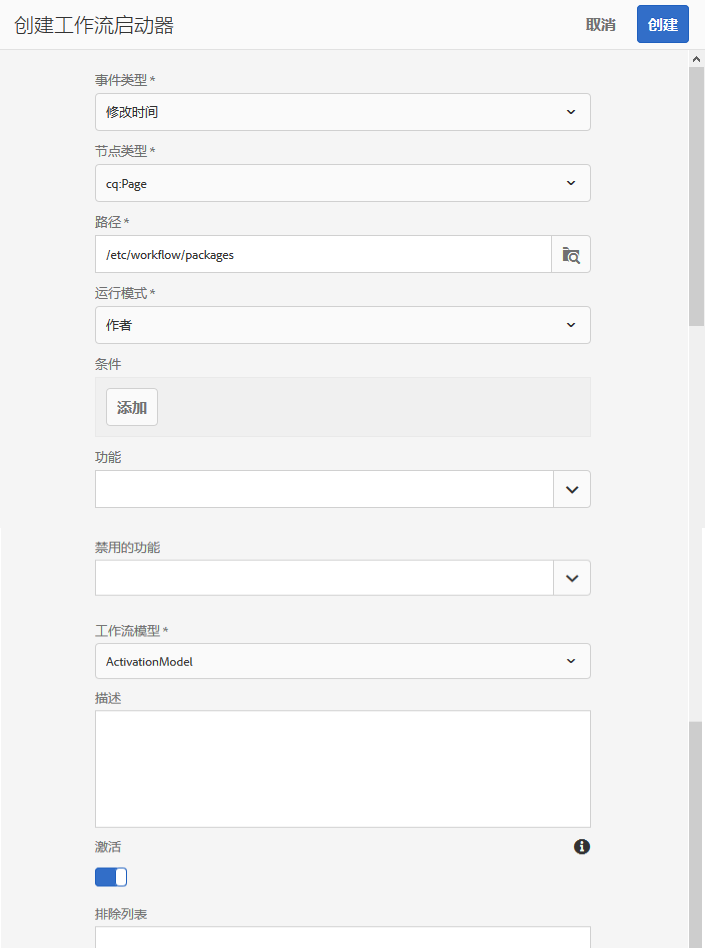 创建工作流启动器
取消
创建
事件类型 *
修改时间
节点类型 *
cq:Page
路径 *
/etc/workflow/packages
运行模式 *
作者
条件
添加
功能
禁用的功能
工作流模型 *
ActivationModel
描述
激活
排除列表